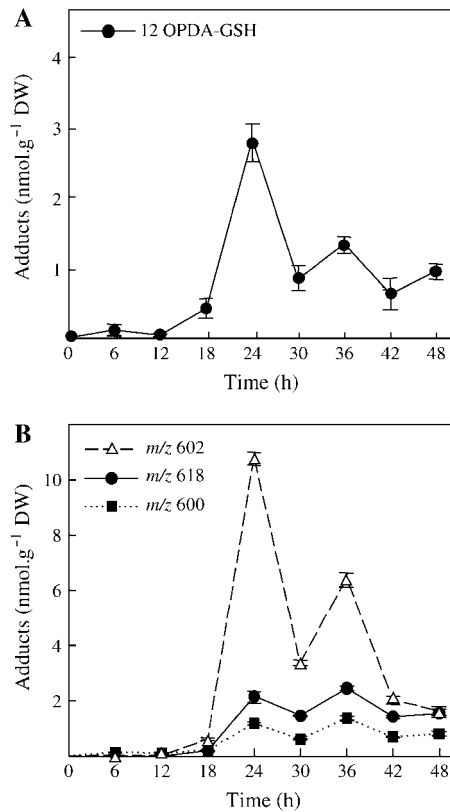 A
12 OPDA-GSH
4
3
2
1
Adducts (nmol.g⁻¹ DW)
0 6 12 18 24 30 36 42 48
Time (h)
B
m/z 602
m/z 618
m/z 600
10
8
6
4
2
Adducts (nmol.g⁻¹ DW)
0 6 12 18 24 30 36 42 48
Time (h)